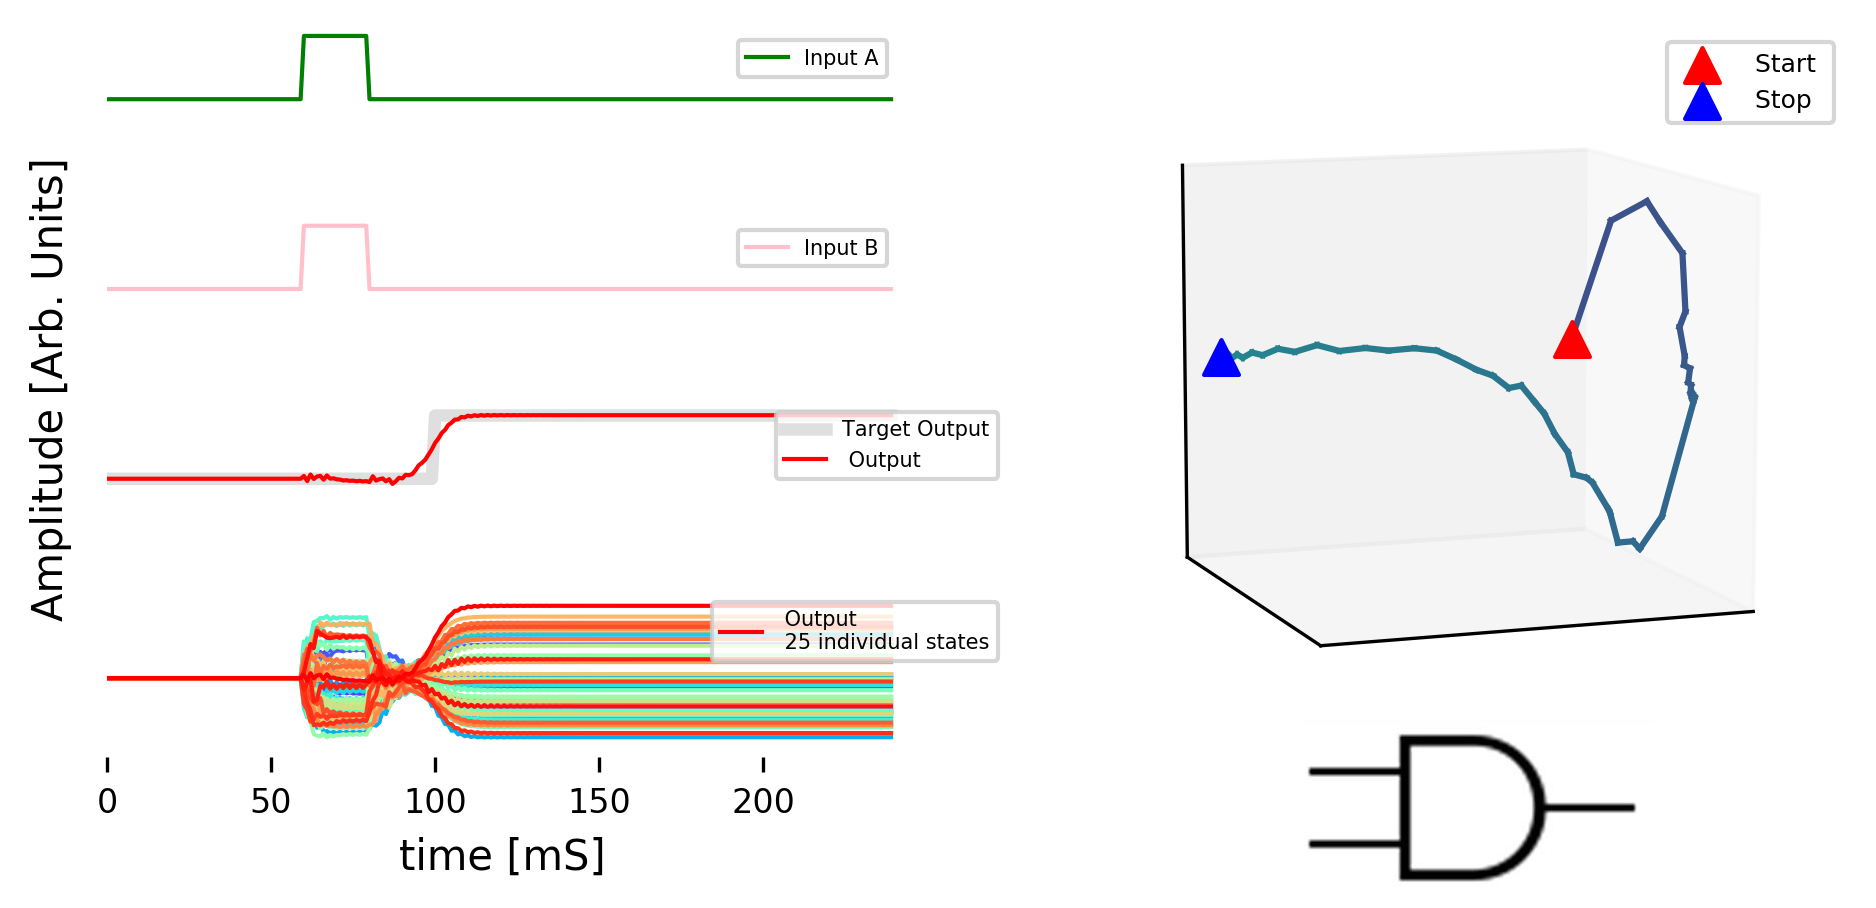 Input A
Input B
Target Output
Output
Output
25 individual states
Amplitude [Arb. Units]
0 50 100 150 200
time [mS]
Start
Stop